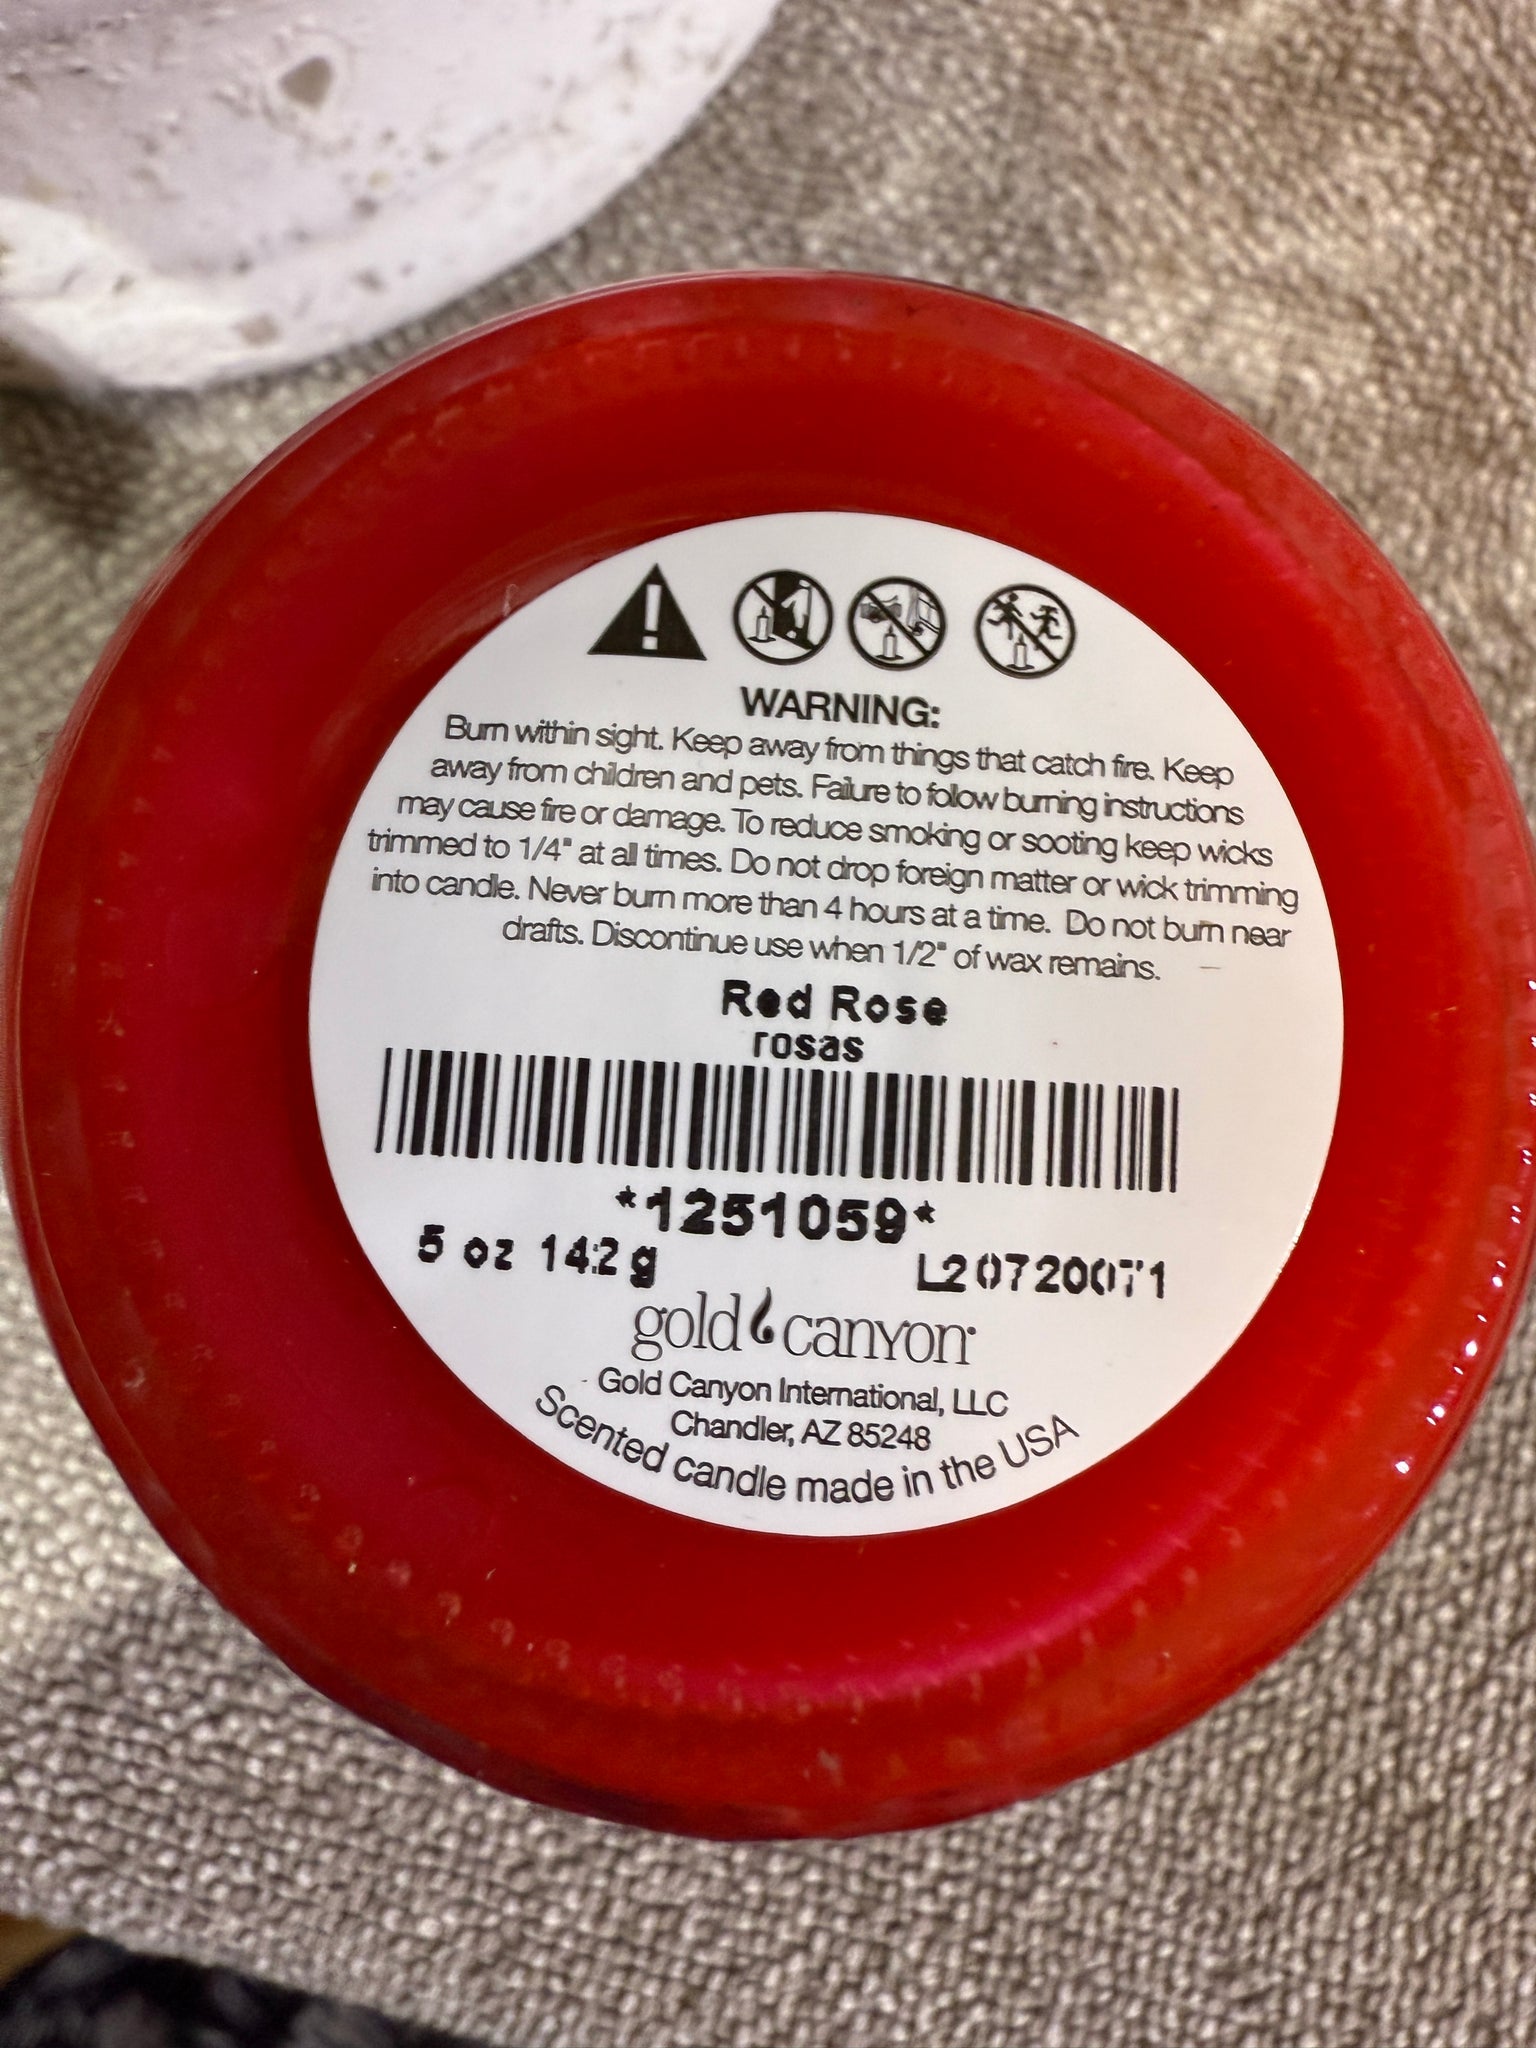 WARNING:
Burn within sight. Keep away from things that catch fire. Keep
away from children and pets. Failure to follow burning instructions
may cause fire or damage. To reduce smoking or sooting keep wicks
trimmed to 1/4" at all times. Do not drop foreign matter or wick trimming
into candle. Never burn more than 4 hours at a time. Do not burn near
drafts. Discontinue use when 1/2" of wax remains.
Red Rose
rosas
*1251059*
5 oz 142 g L20720071
gold canyon
Gold Canyon International, LLC
Chandler, AZ 85248
Scented candle made in the USA